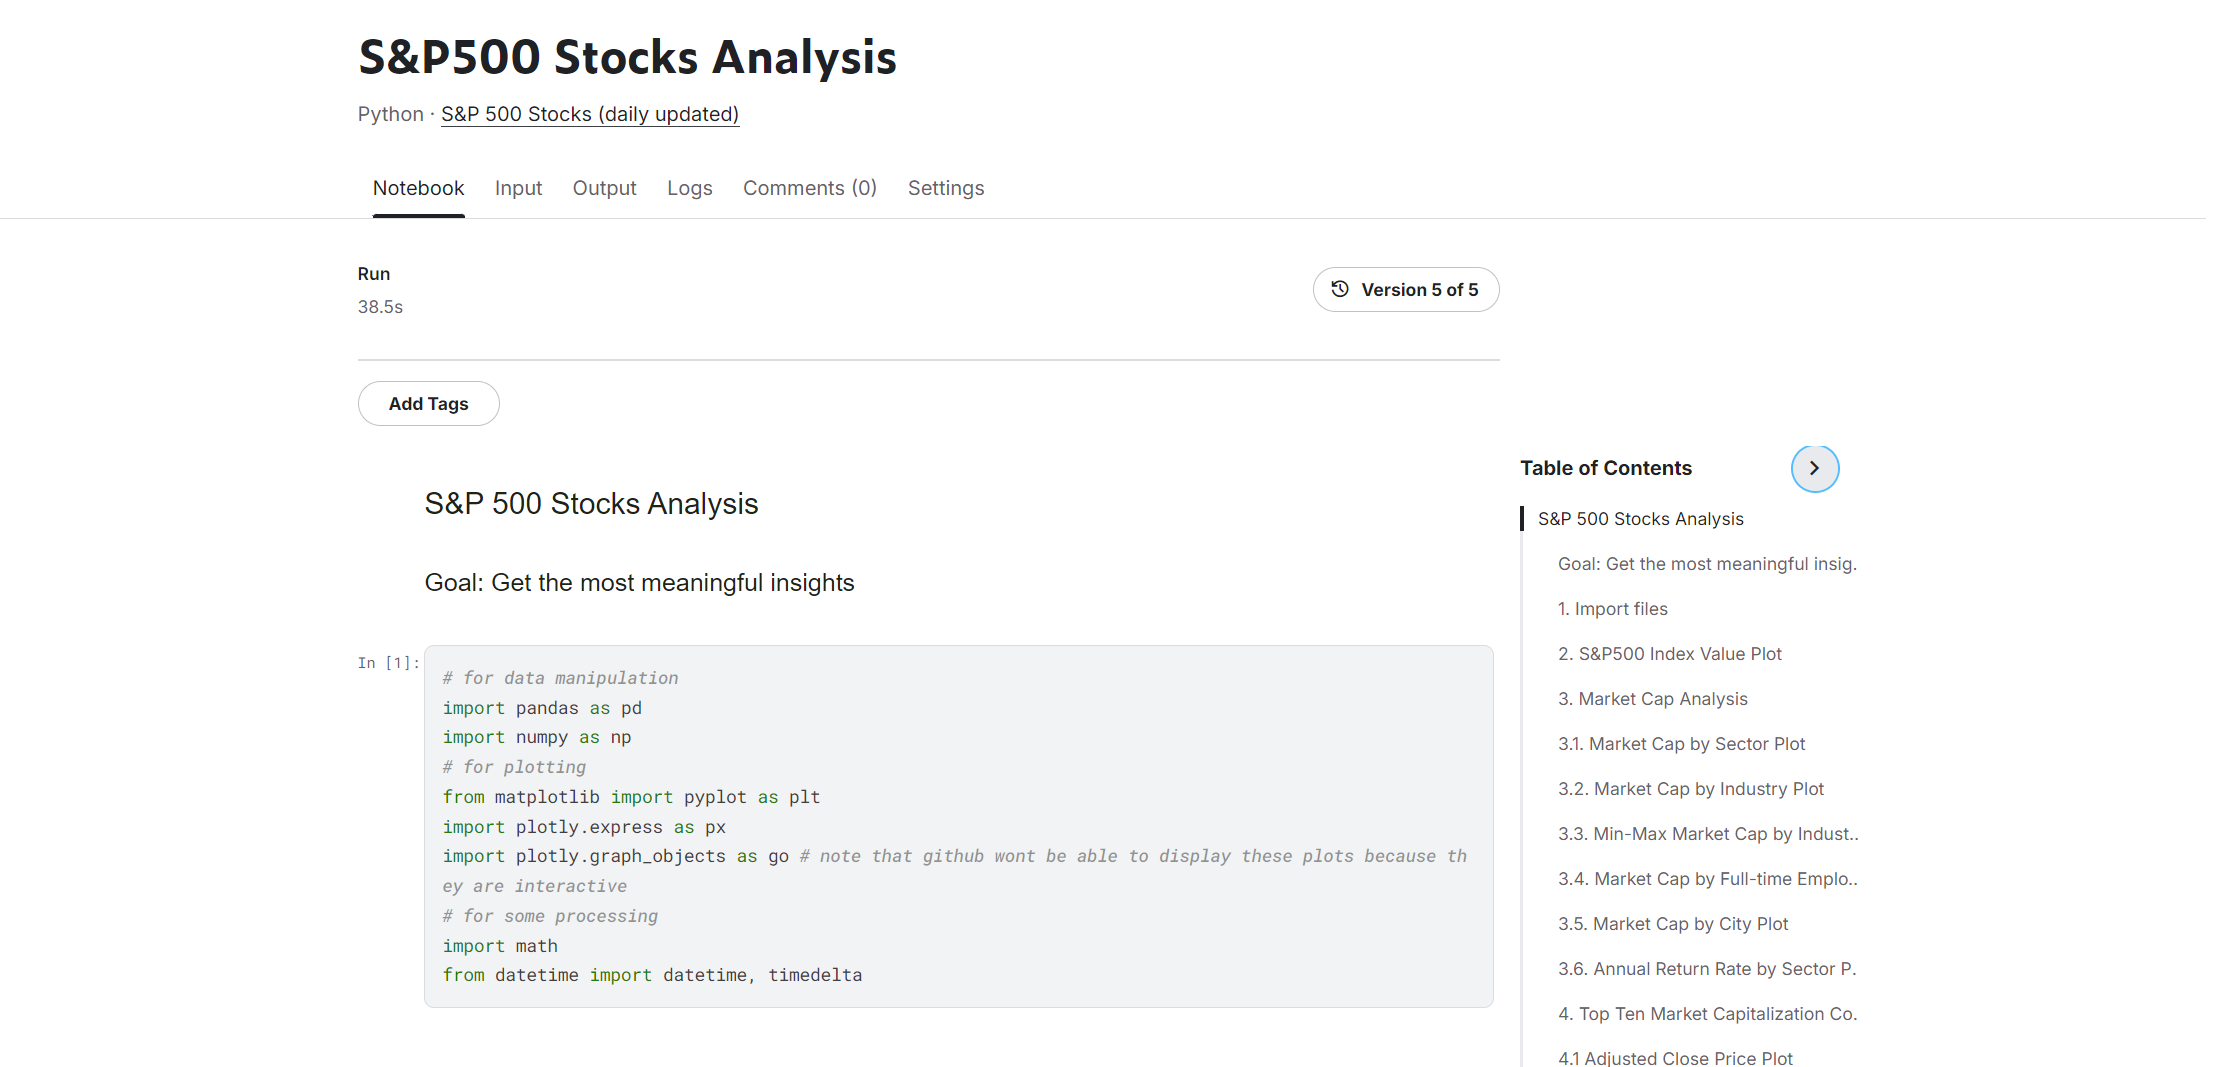 S&P500 Stocks Analysis
Python · S&P 500 Stocks (daily updated)
Notebook Input Output Logs Comments (0) Settings
Run
38.5s
Version 5 of 5
Add Tags
S&P 500 Stocks Analysis
Goal: Get the most meaningful insights
In [1]:
# for data manipulation
import pandas as pd
import numpy as np
# for plotting
from matplotlib import pyplot as plt
import plotly.express as px
import plotly.graph_objects as go # note that github wont be able to display these plots because th
ey are interactive
# for some processing
import math
from datetime import datetime, timedelta
Table of Contents
S&P 500 Stocks Analysis
Goal: Get the most meaningful insig.
1. Import files
2. S&P500 Index Value Plot
3. Market Cap Analysis
3.1. Market Cap by Sector Plot
3.2. Market Cap by Industry Plot
3.3. Min-Max Market Cap by Indust..
3.4. Market Cap by Full-time Emplo..
3.5. Market Cap by City Plot
3.6. Annual Return Rate by Sector P.
4. Top Ten Market Capitalization Co.
4.1 Adjusted Close Price Plot